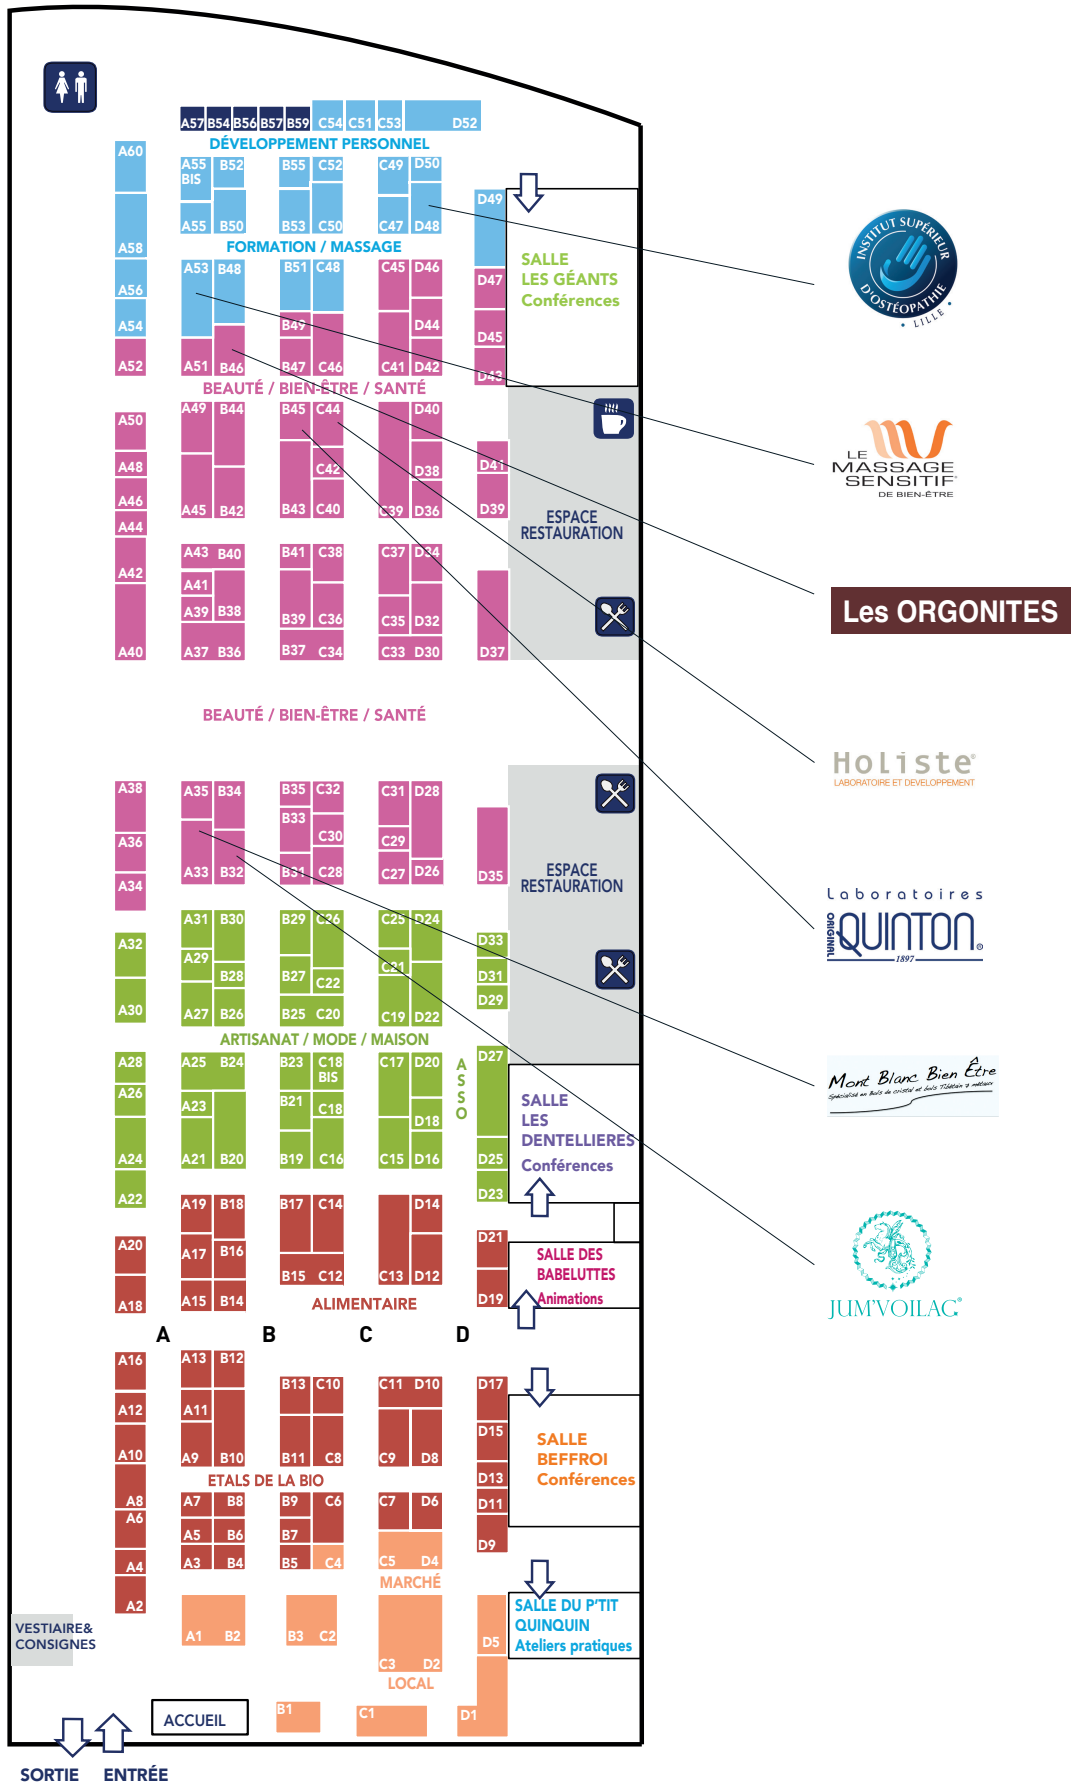 A57 B54 B56 B57 B59 C54 C51 C53 D52
DÉVELOPPEMENT PERSONNEL
A60 A55 BIS B52 B55 C52 C49 D50
A55 B50 B53 C50 C47 D48 D49
A58
FORMATION / MASSAGE
SALLE
LES GÉANTS
Conférences
A56 A53 B48 B51 C48 C45 D46 D47
A54 B49 D44 D45
A52 A51 B46 B47 C46 C41 D42 D43
BEAUTÉ / BIEN-ÊTRE / SANTÉ
A50 A49 B44 B45 C44 D40
A48 C42 D38 D41
A46 A45 B42 B43 C40 C39 D36 D39
A44
ESPACE
RESTAURATION
A42 A43 B40 B41 C38 C37 D34
A41
A39 B38 B39 C36 C35 D32
A40 A37 B36 B37 C34 C33 D30 D37
BEAUTÉ / BIEN-ÊTRE / SANTÉ
A38 A35 B34 B35 C32 C31 D28
B33
A36 C30 C29
A34 A33 B32 B31 C28 C27 D26 D35
ESPACE
RESTAURATION
A32 A31 B30 B29 C26 C25 D24 D33
A29 B28 B27 C22 C21 D31
A30 A27 B26 B25 C20 C19 D22 D29
ARTISANAT / MODE / MAISON
A28 A25 B24 B23 C18 BIS C17 D20 D27
ASSO
A26 A23 B21 C18 D18
A24 A21 B20 B19 C16 C15 D16 D25
A22 D23
SALLE
LES
DENTELLIERES
Conférences
A19 B18 B17 C14 D14
A20 A17 B16 D21
B15 C12 C13 D12
A18 A15 B14 D19
SALLE DES
BABELUTTES
Animations
ALIMENTAIRE
A B C D
A16 A13 B12 B13 C10 C11 D10 D17
A12 A11
A10 A9 B10 B11 C8 C9 D8 D15
SALLE
BEFFROI
Conférences
ETALS DE LA BIO
D13
A8 A7 B8 B9 C6 C7 D6 D11
A6 A5 B6 B7
A4 A3 B4 B5 C4 C5 D4 D9
MARCHÉ
A2
SALLE DU P'TIT
QUINQUIN
Ateliers pratiques
VESTIAIRE&
CONSIGNES
A1 B2 B3 C2 C3 D2 D5
LOCAL
ACCUEIL B1 C1 D1
SORTIE ENTRÉE
INSTITUT SUPÉRIEUR
D'OSTÉOPATHIE
• LILLE •
LE
MASSAGE
SENSITIF
DE BIEN-ÊTRE
Les ORGONITES
Holiste
LABORATOIRE ET DEVELOPPEMENT
Laboratoires
ORIGINAL
QUINTON
1897
Mont Blanc Bien Être
Spécialisé en Bols de cristal et bols Tibétain 7 métaux
JUM'VOILAC